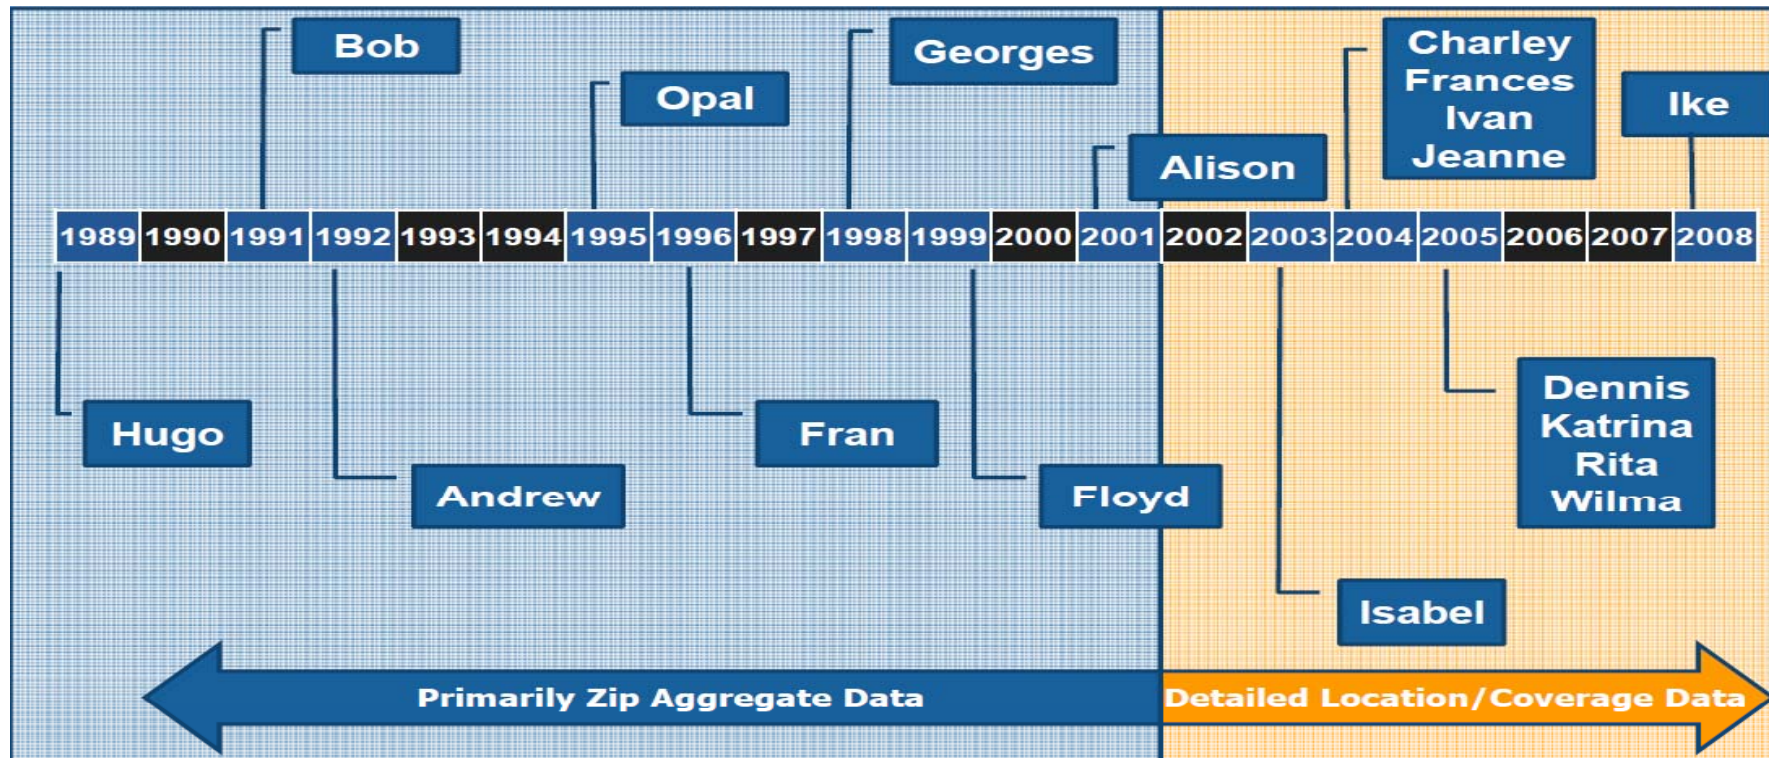 Bob
Opal
Georges
Alison
Charley
Frances
Ivan
Jeanne
Ike
1989 1990 1991 1992 1993 1994 1995 1996 1997 1998 1999 2000 2001 2002 2003 2004 2005 2006 2007 2008
Hugo
Andrew
Fran
Floyd
Isabel
Dennis
Katrina
Rita
Wilma
Primarily Zip Aggregate Data
Detailed Location/Coverage Data